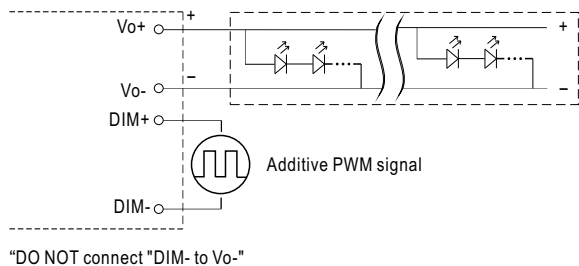 Vo+
+
+
−
−
Vo-
DIM+
Additive PWM signal
DIM-
“DO NOT connect "DIM- to Vo-"